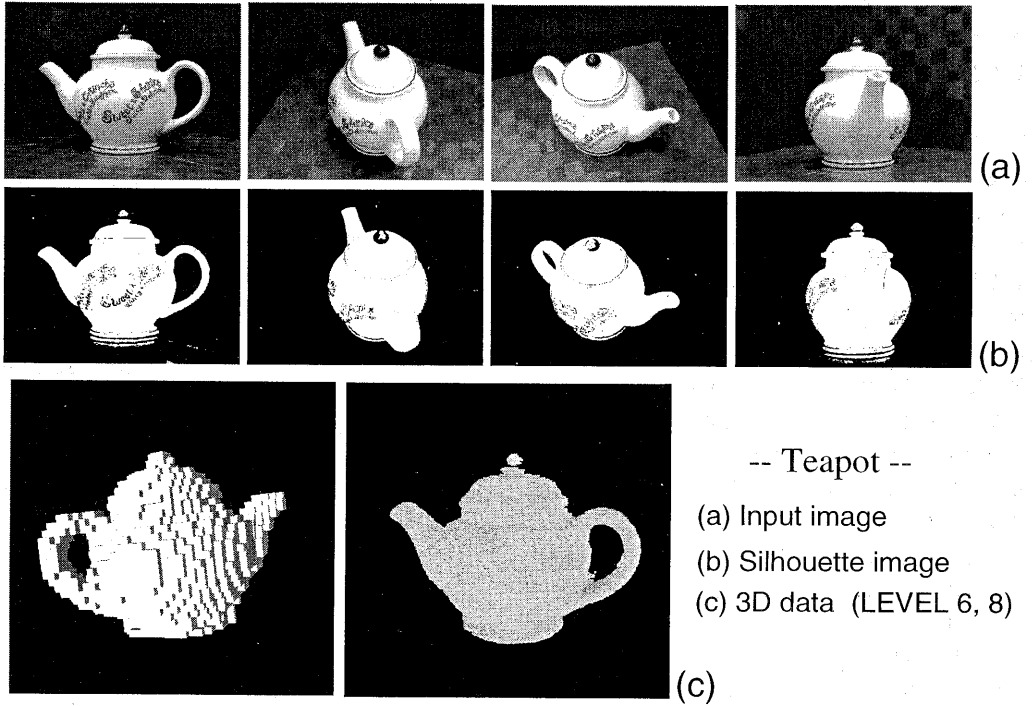 (a)
(b)
-- Teapot --
(a) Input image
(b) Silhouette image
(c) 3D data (LEVEL 6, 8)
(c)